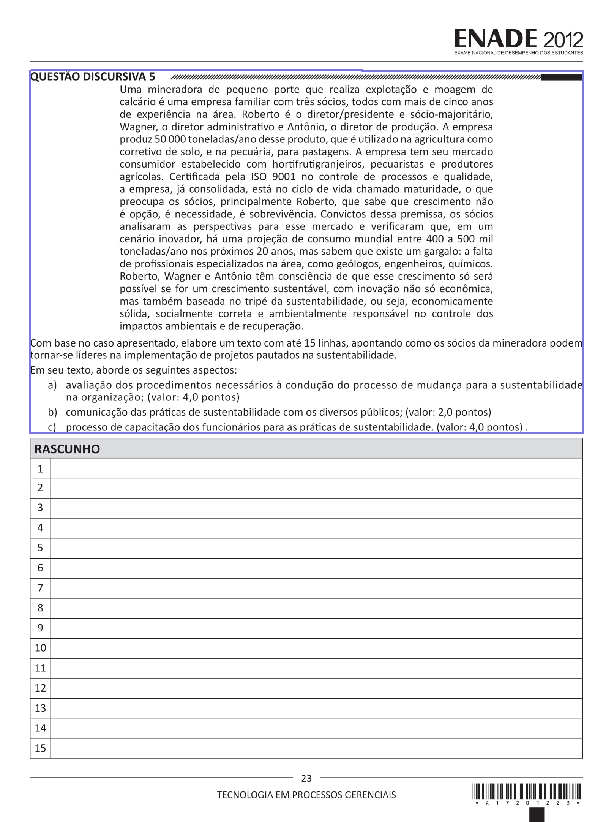 ENADE 2012
EXAME NACIONAL DE DESEMPENHO DOS ESTUDANTES
QUESTÃO DISCURSIVA 5
Uma mineradora de pequeno porte que realiza explotação e moagem de
calcário é uma empresa familiar com três sócios, todos com mais de cinco anos
de experiência na área. Roberto é o diretor/presidente e sócio-majoritário,
Wagner, o diretor administrativo e Antônio, o diretor de produção. A empresa
produz 50 000 toneladas/ano desse produto, que é utilizado na agricultura como
corretivo de solo, e na pecuária, para pastagens. A empresa tem seu mercado
consumidor estabelecido com hortifrutigranjeiros, pecuaristas e produtores
agrícolas. Certificada pela ISO 9001 no controle de processos e qualidade,
a empresa, já consolidada, está no ciclo de vida chamado maturidade, o que
preocupa os sócios, principalmente Roberto, que sabe que crescimento não
é opção, é necessidade, é sobrevivência. Convictos dessa premissa, os sócios
analisaram as perspectivas para esse mercado e verificaram que, em um
cenário inovador, há uma projeção de consumo mundial entre 400 a 500 mil
toneladas/ano nos próximos 20 anos, mas sabem que existe um gargalo: a falta
de profissionais especializados na área, como geólogos, engenheiros, químicos.
Roberto, Wagner e Antônio têm consciência de que esse crescimento só será
possível se for um crescimento sustentável, com inovação não só econômica,
mas também baseada no tripé da sustentabilidade, ou seja, economicamente
sólida, socialmente correta e ambientalmente responsável no controle dos
impactos ambientais e de recuperação.
Com base no caso apresentado, elabore um texto com até 15 linhas, apontando como os sócios da mineradora podem
tornar-se líderes na implementação de projetos pautados na sustentabilidade.
Em seu texto, aborde os seguintes aspectos:
a) avaliação dos procedimentos necessários à condução do processo de mudança para a sustentabilidade
na organização; (valor: 4,0 pontos)
b) comunicação das práticas de sustentabilidade com os diversos públicos; (valor: 2,0 pontos)
c) processo de capacitação dos funcionários para as práticas de sustentabilidade. (valor: 4,0 pontos) .
RASCUNHO
1
2
3
4
5
6
7
8
9
10
11
12
13
14
15
23
TECNOLOGIA EM PROCESSOS GERENCIAIS
* A 1 7 2 0 1 2 2 3 *